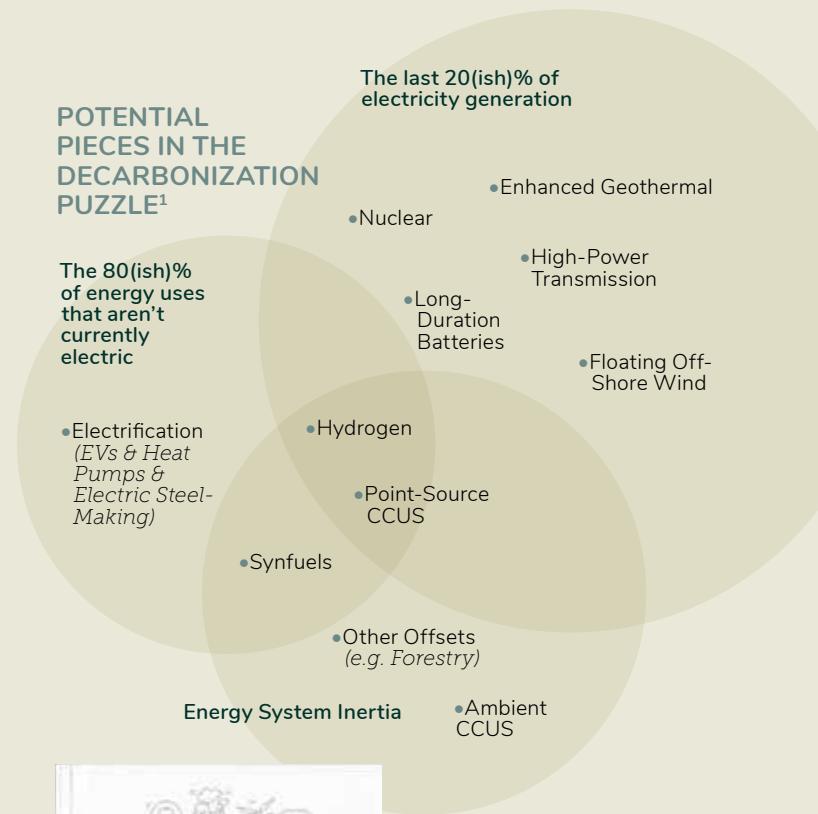 POTENTIAL
PIECES IN THE
DECARBONIZATION
PUZZLE¹
The last 20(ish)% of
electricity generation
•Enhanced Geothermal
•Nuclear
•High-Power
Transmission
•Long-
Duration
Batteries
•Floating Off-
Shore Wind
The 80(ish)%
of energy uses
that aren’t
currently
electric
•Electrification
(EVs & Heat
Pumps &
Electric Steel-
Making)
•Hydrogen
•Point-Source
CCUS
•Synfuels
•Other Offsets
(e.g. Forestry)
Energy System Inertia
•Ambient
CCUS